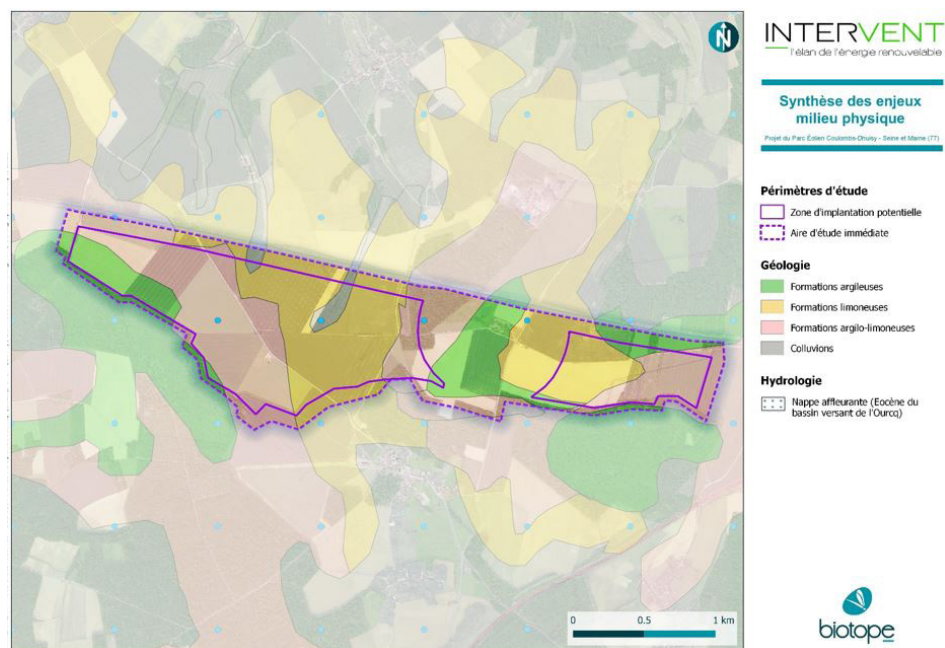 N
INTERVENT
l'élan de l'énergie renouvelable
Synthèse des enjeux
milieu physique
Projet du Parc Éolien Coulombs-Dhuisy - Seine et Marne (77)
Périmètres d'étude
Zone d'implantation potentielle
Aire d'étude immédiate
Géologie
Formations argileuses
Formations limoneuses
Formations argilo-limoneuses
Colluvions
Hydrologie
Nappe affleurante (Eocène du
bassin versant de l'Ourcq)
0 0.5 1 km
biotope